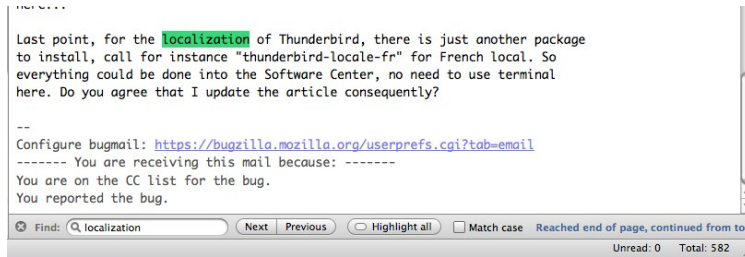 here...
Last point, for the localization of Thunderbird, there is just another package
to install, call for instance "thunderbird-locale-fr" for French local. So
everything could be done into the Software Center, no need to use terminal
here. Do you agree that I update the article consequently?
--
Configure bugmail: https://bugzilla.mozilla.org/userprefs.cgi?tab=email
------- You are receiving this mail because: -------
You are on the CC list for the bug.
You reported the bug.
Find: localization Next Previous Highlight all Match case Reached end of page, continued from to
Unread: 0 Total: 582